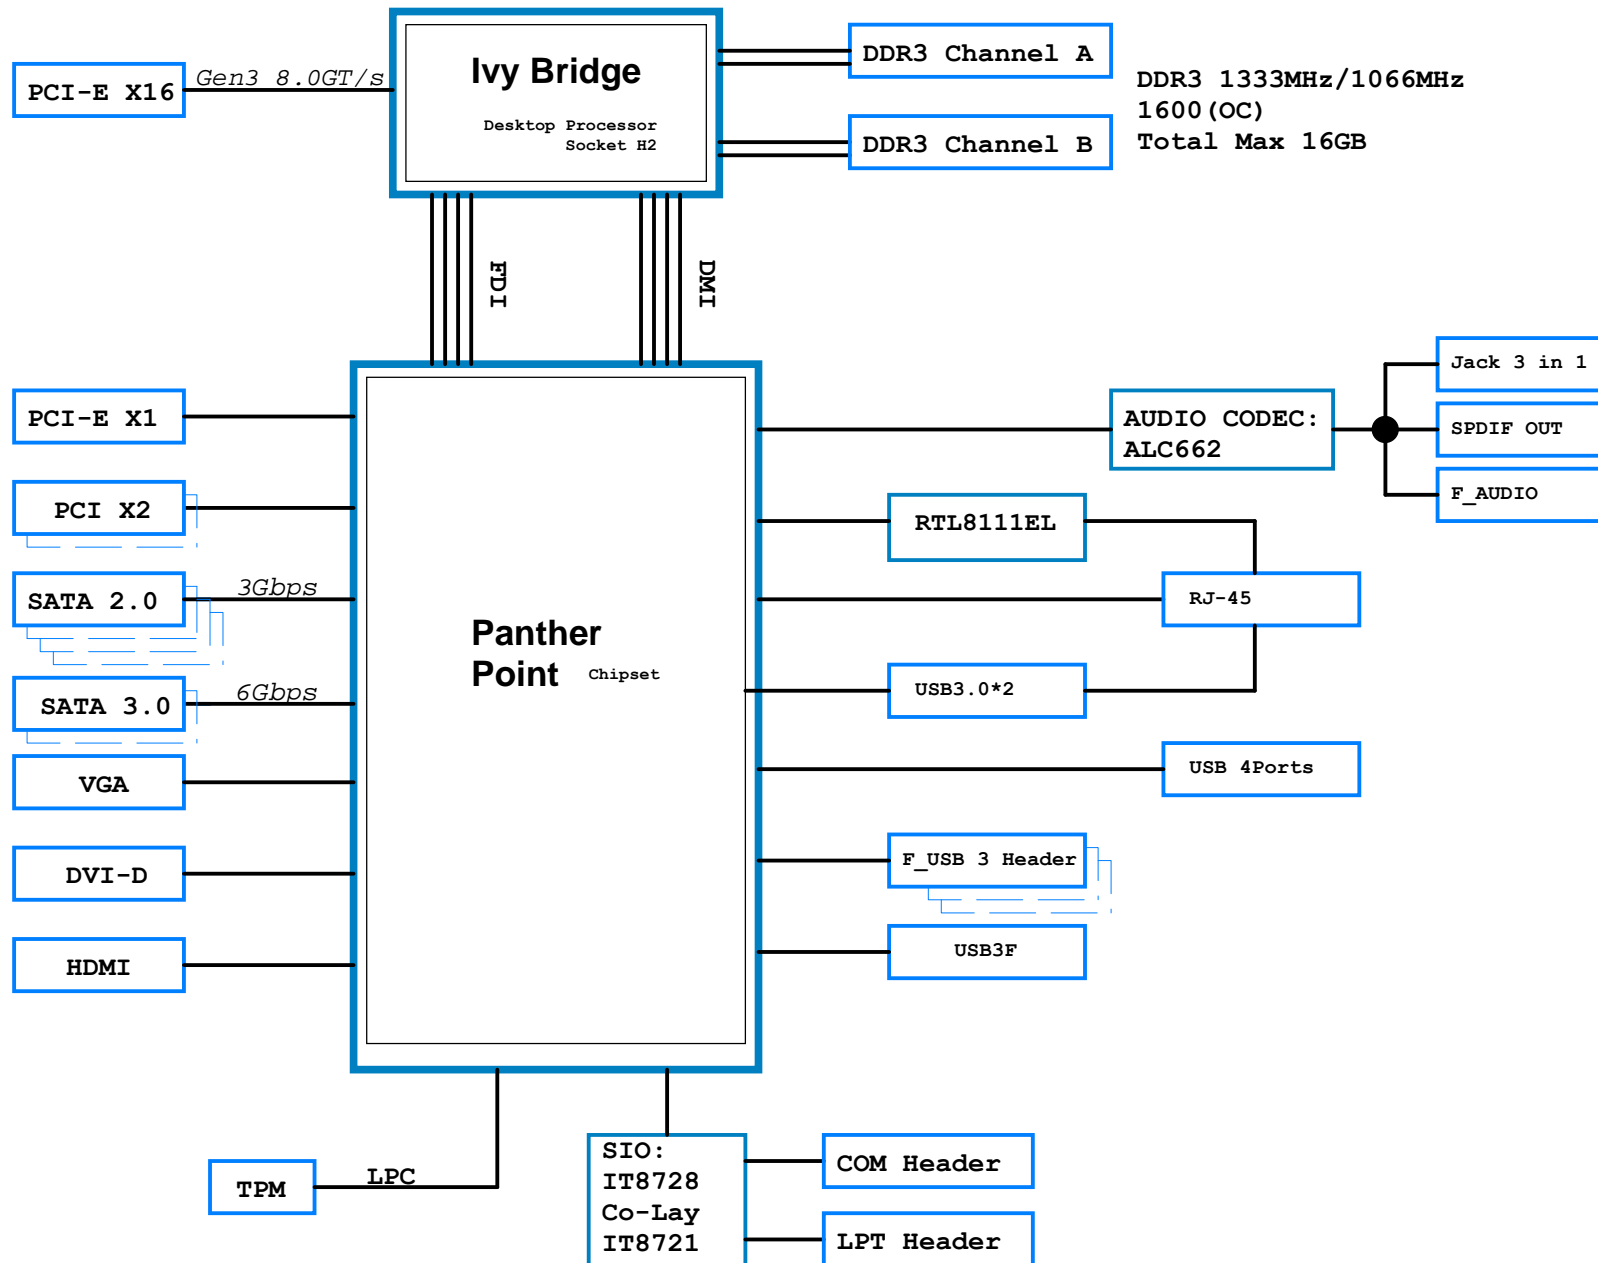 Ivy Bridge
Desktop Processor
Socket H2
PCI-E X16
Gen3 8.0GT/s
DDR3 Channel A
DDR3 Channel B
DDR3 1333MHz/1066MHz
1600(OC)
Total Max 16GB
FDI
DMI
PCI-E X1
PCI X2
SATA 2.0
3Gbps
SATA 3.0
6Gbps
VGA
DVI-D
HDMI
Panther
Point Chipset
AUDIO CODEC:
ALC662
Jack 3 in 1
SPDIF OUT
F_AUDIO
RTL8111EL
RJ-45
USB3.0*2
USB 4Ports
F_USB 3 Header
USB3F
TPM
LPC
SIO:
IT8728
Co-Lay
IT8721
COM Header
LPT Header